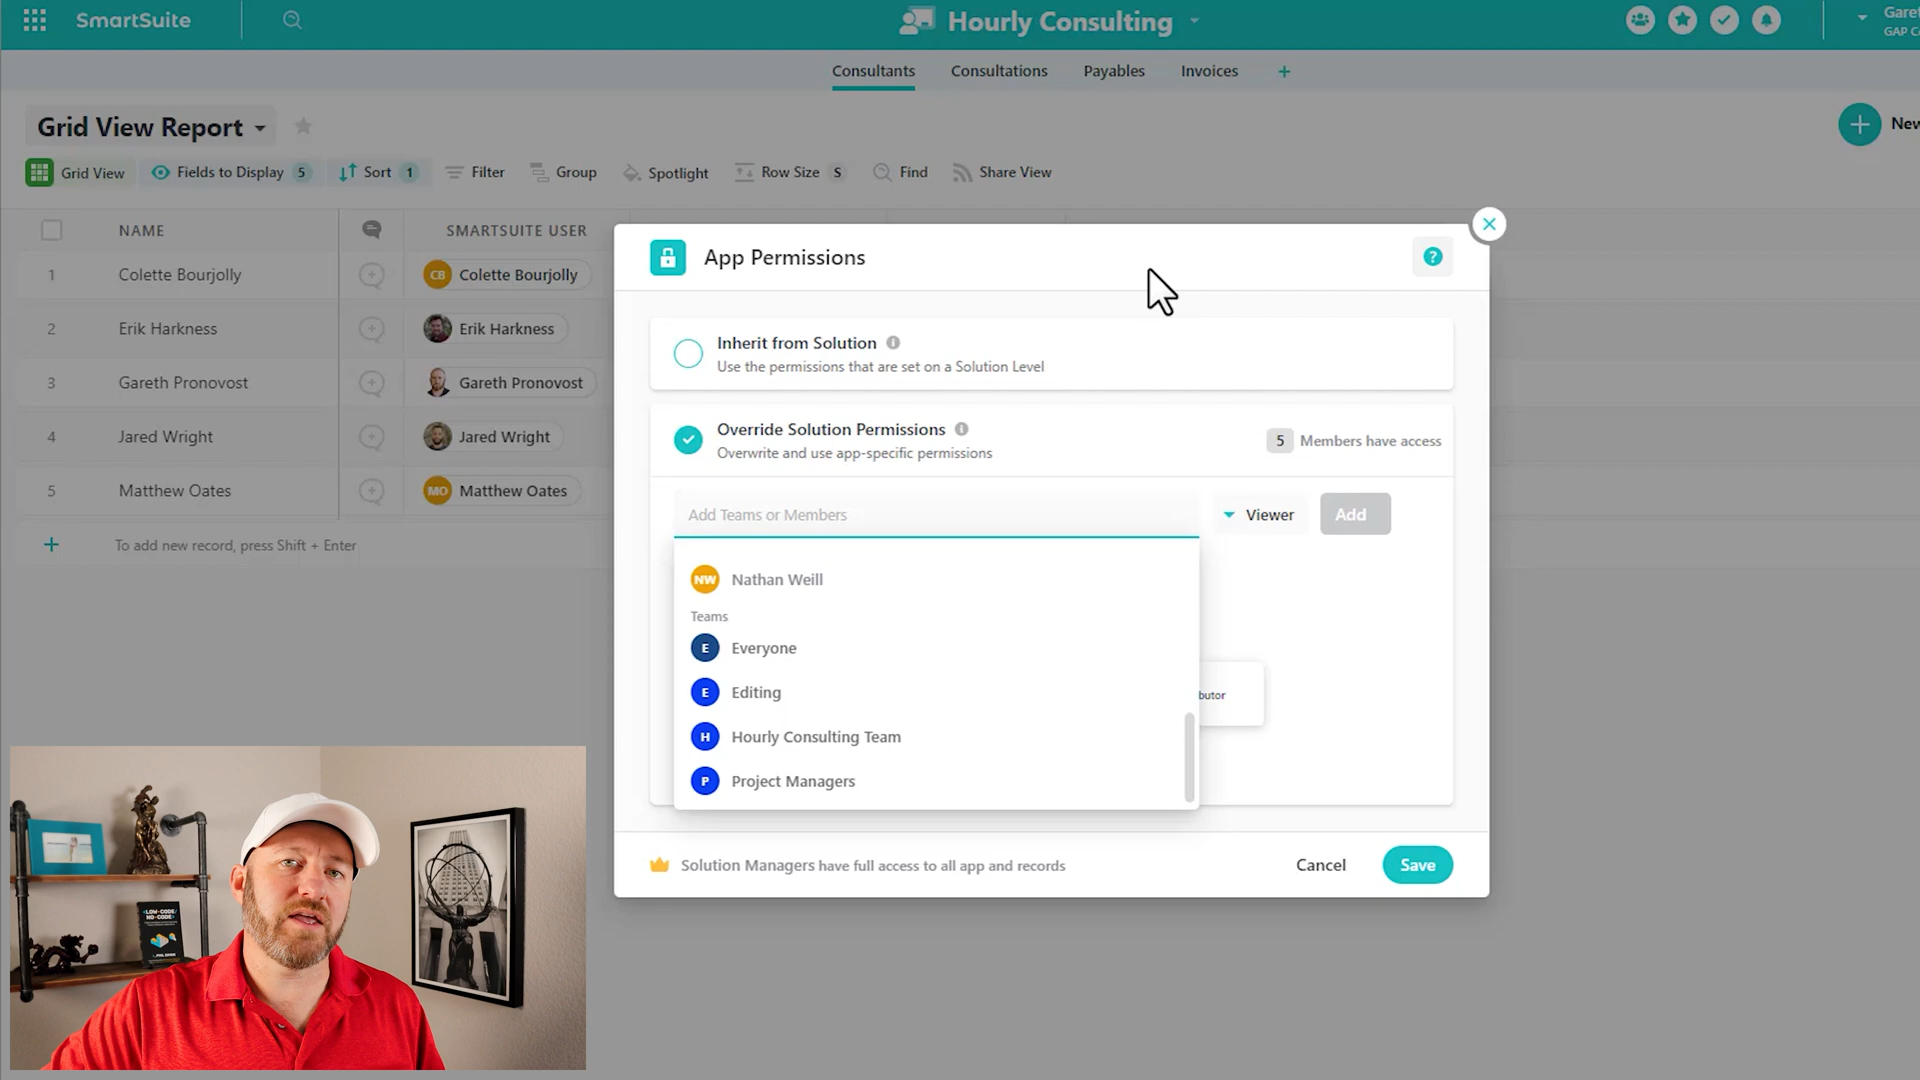 SmartSuite
Hourly Consulting
Consultants
Consultations
Payables
Invoices
+
Grid View Report
New
Grid View
Fields to Display 5
Sort 1
Filter
Group
Spotlight
Row Size S
Find
Share View
NAME
SMARTSUITE USER
1 Colette Bourjolly CB Colette Bourjolly
2 Erik Harkness Erik Harkness
3 Gareth Pronovost Gareth Pronovost
4 Jared Wright Jared Wright
5 Matthew Oates MO Matthew Oates
+ To add new record, press Shift + Enter
App Permissions
?
Inherit from Solution
Use the permissions that are set on a Solution Level
Override Solution Permissions
Overwrite and use app-specific permissions
5 Members have access
Add Teams or Members
Viewer
Add
NW Nathan Weill
Teams
E Everyone
E Editing
H Hourly Consulting Team
P Project Managers
butor
Solution Managers have full access to all app and records
Cancel
Save
LOW-CODE/
NO-CODE